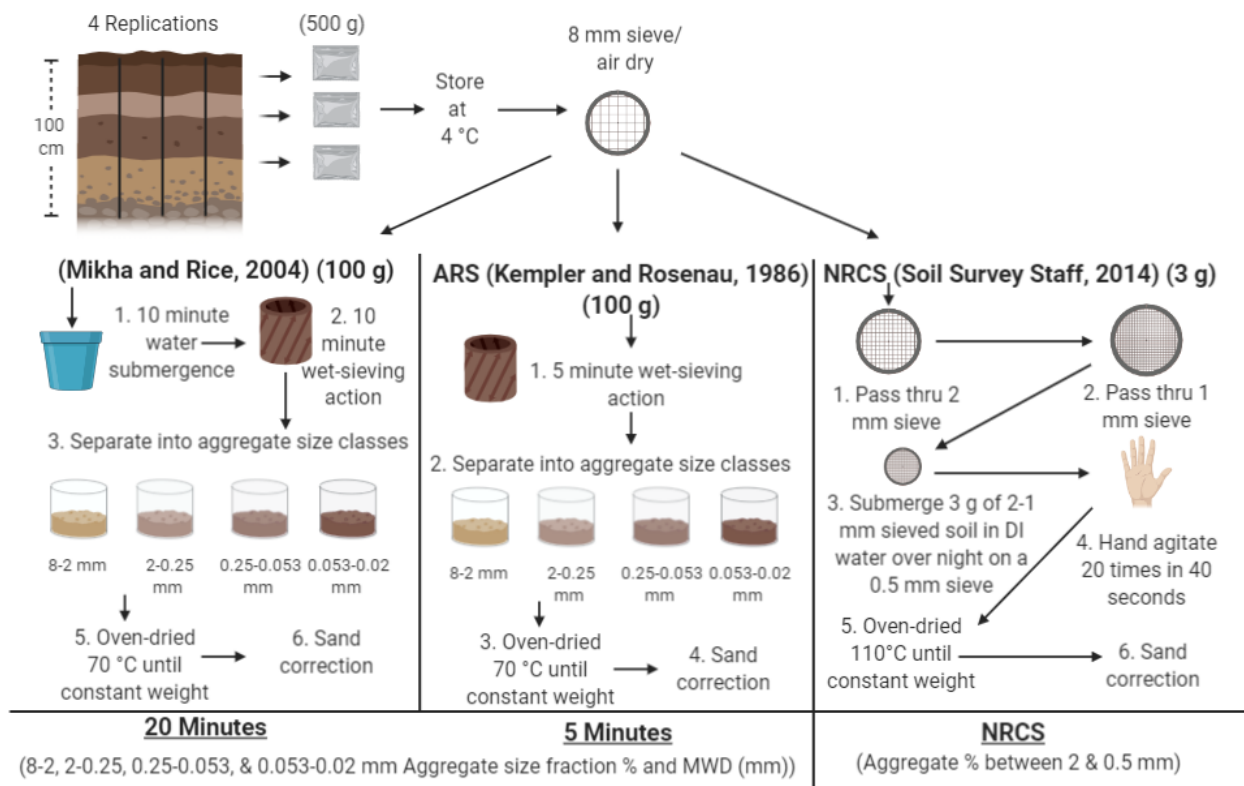 4 Replications
(500 g)
8 mm sieve/
air dry
100
cm
Store
at
4 °C
(Mikha and Rice, 2004) (100 g)
1. 10 minute
water
submergence
2. 10
minute
wet-sieving
action
3. Separate into aggregate size classes
8-2 mm
2-0.25
mm
0.25-0.053
mm
0.053-0.02
mm
5. Oven-dried
70 °C until
constant weight
6. Sand
correction
ARS (Kempler and Rosenau, 1986)
(100 g)
1. 5 minute wet-sieving
action
2. Separate into aggregate size classes
8-2 mm
2-0.25
mm
0.25-0.053
mm
0.053-0.02
mm
3. Oven-dried
70 °C until
constant weight
4. Sand
correction
NRCS (Soil Survey Staff, 2014) (3 g)
1. Pass thru 2
mm sieve
2. Pass thru 1
mm sieve
3. Submerge 3 g of 2-1
mm sieved soil in DI
water over night on a
0.5 mm sieve
4. Hand agitate
20 times in 40
seconds
5. Oven-dried
110°C until
constant weight
6. Sand
correction
20 Minutes
5 Minutes
(8-2, 2-0.25, 0.25-0.053, & 0.053-0.02 mm Aggregate size fraction % and MWD (mm))
NRCS
(Aggregate % between 2 & 0.5 mm)